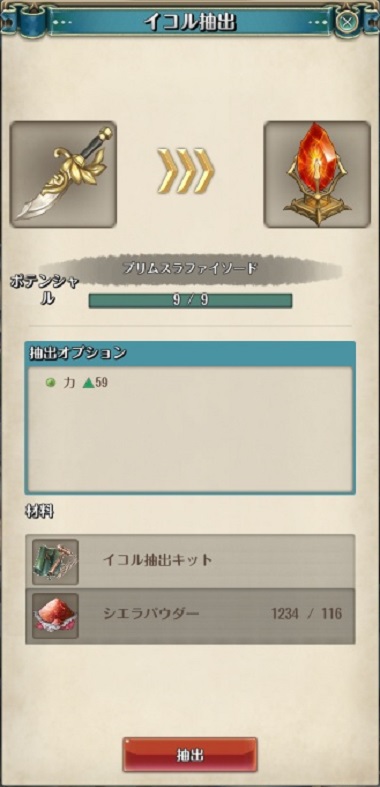 イコル抽出
プリムスラファイソード
ポテンシャ
ル
9 / 9
抽出オプション
力 ▲59
材料
イコル抽出キット
シエラパウダー 1234 / 116
抽出